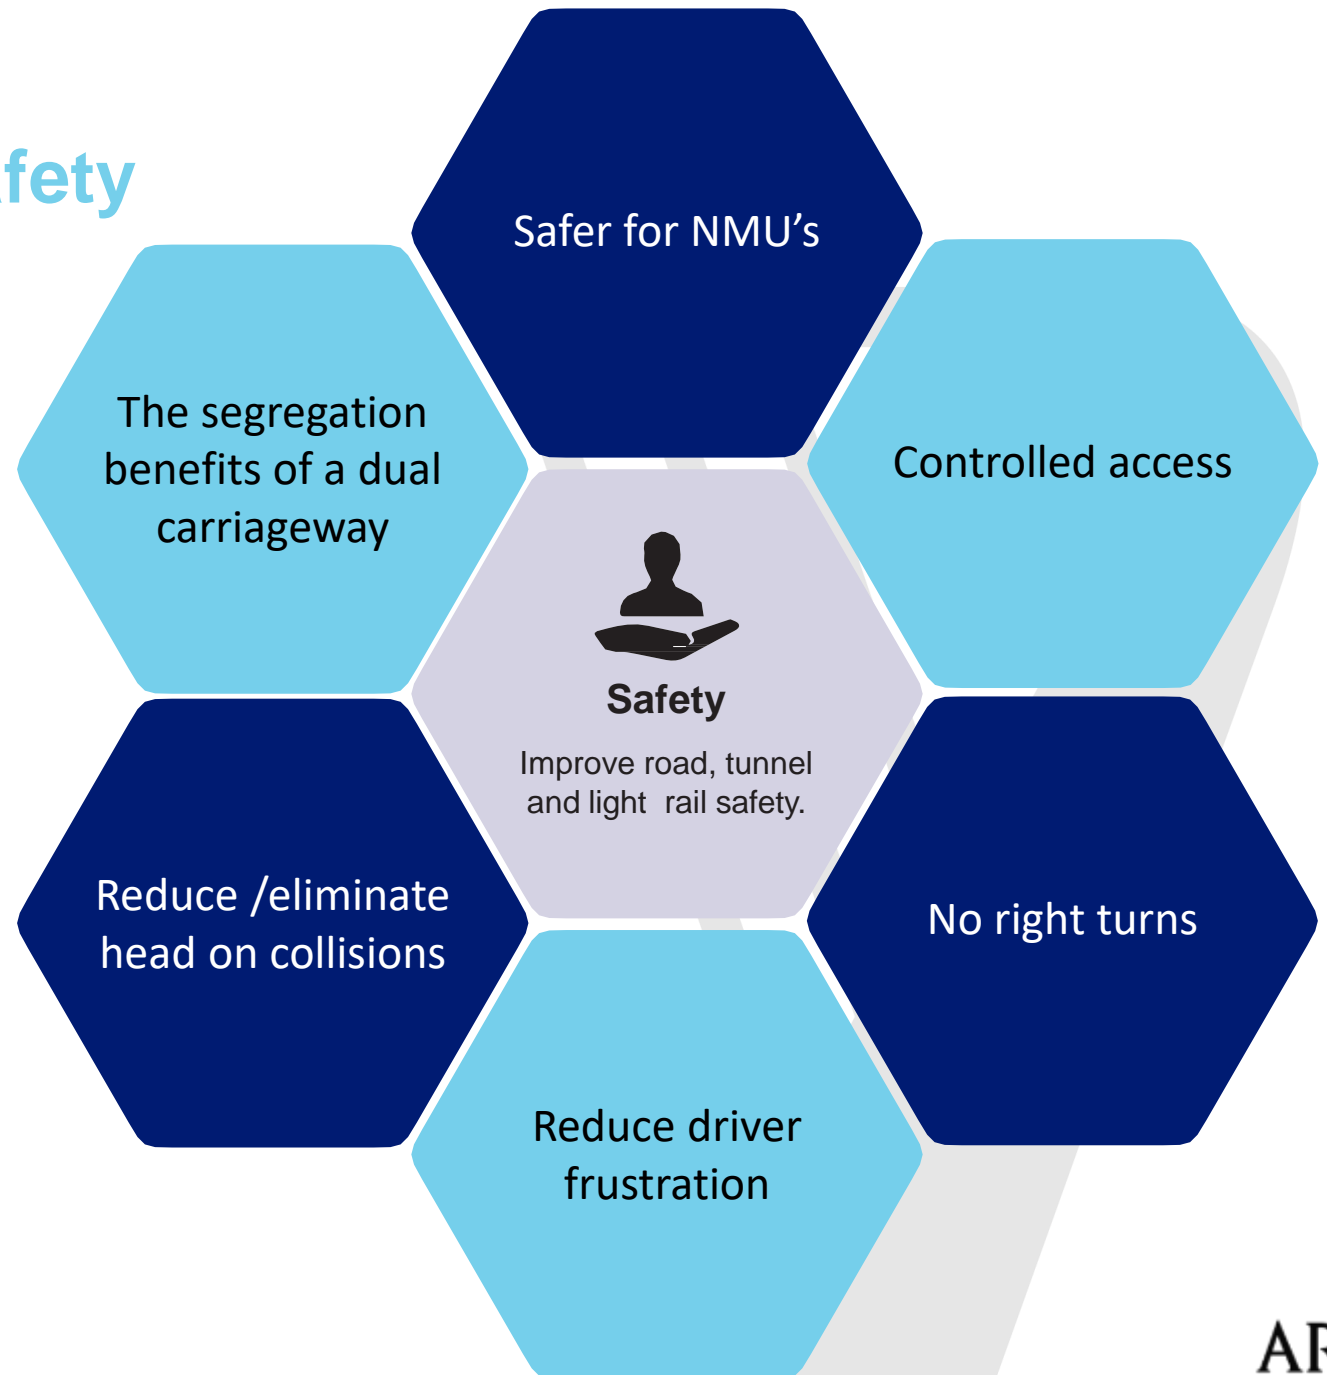 fety
Safer for NMU’s
The segregation
benefits of a dual
carriageway
Controlled access
Safety
Improve road, tunnel
and light rail safety.
Reduce /eliminate
head on collisions
No right turns
Reduce driver
frustration